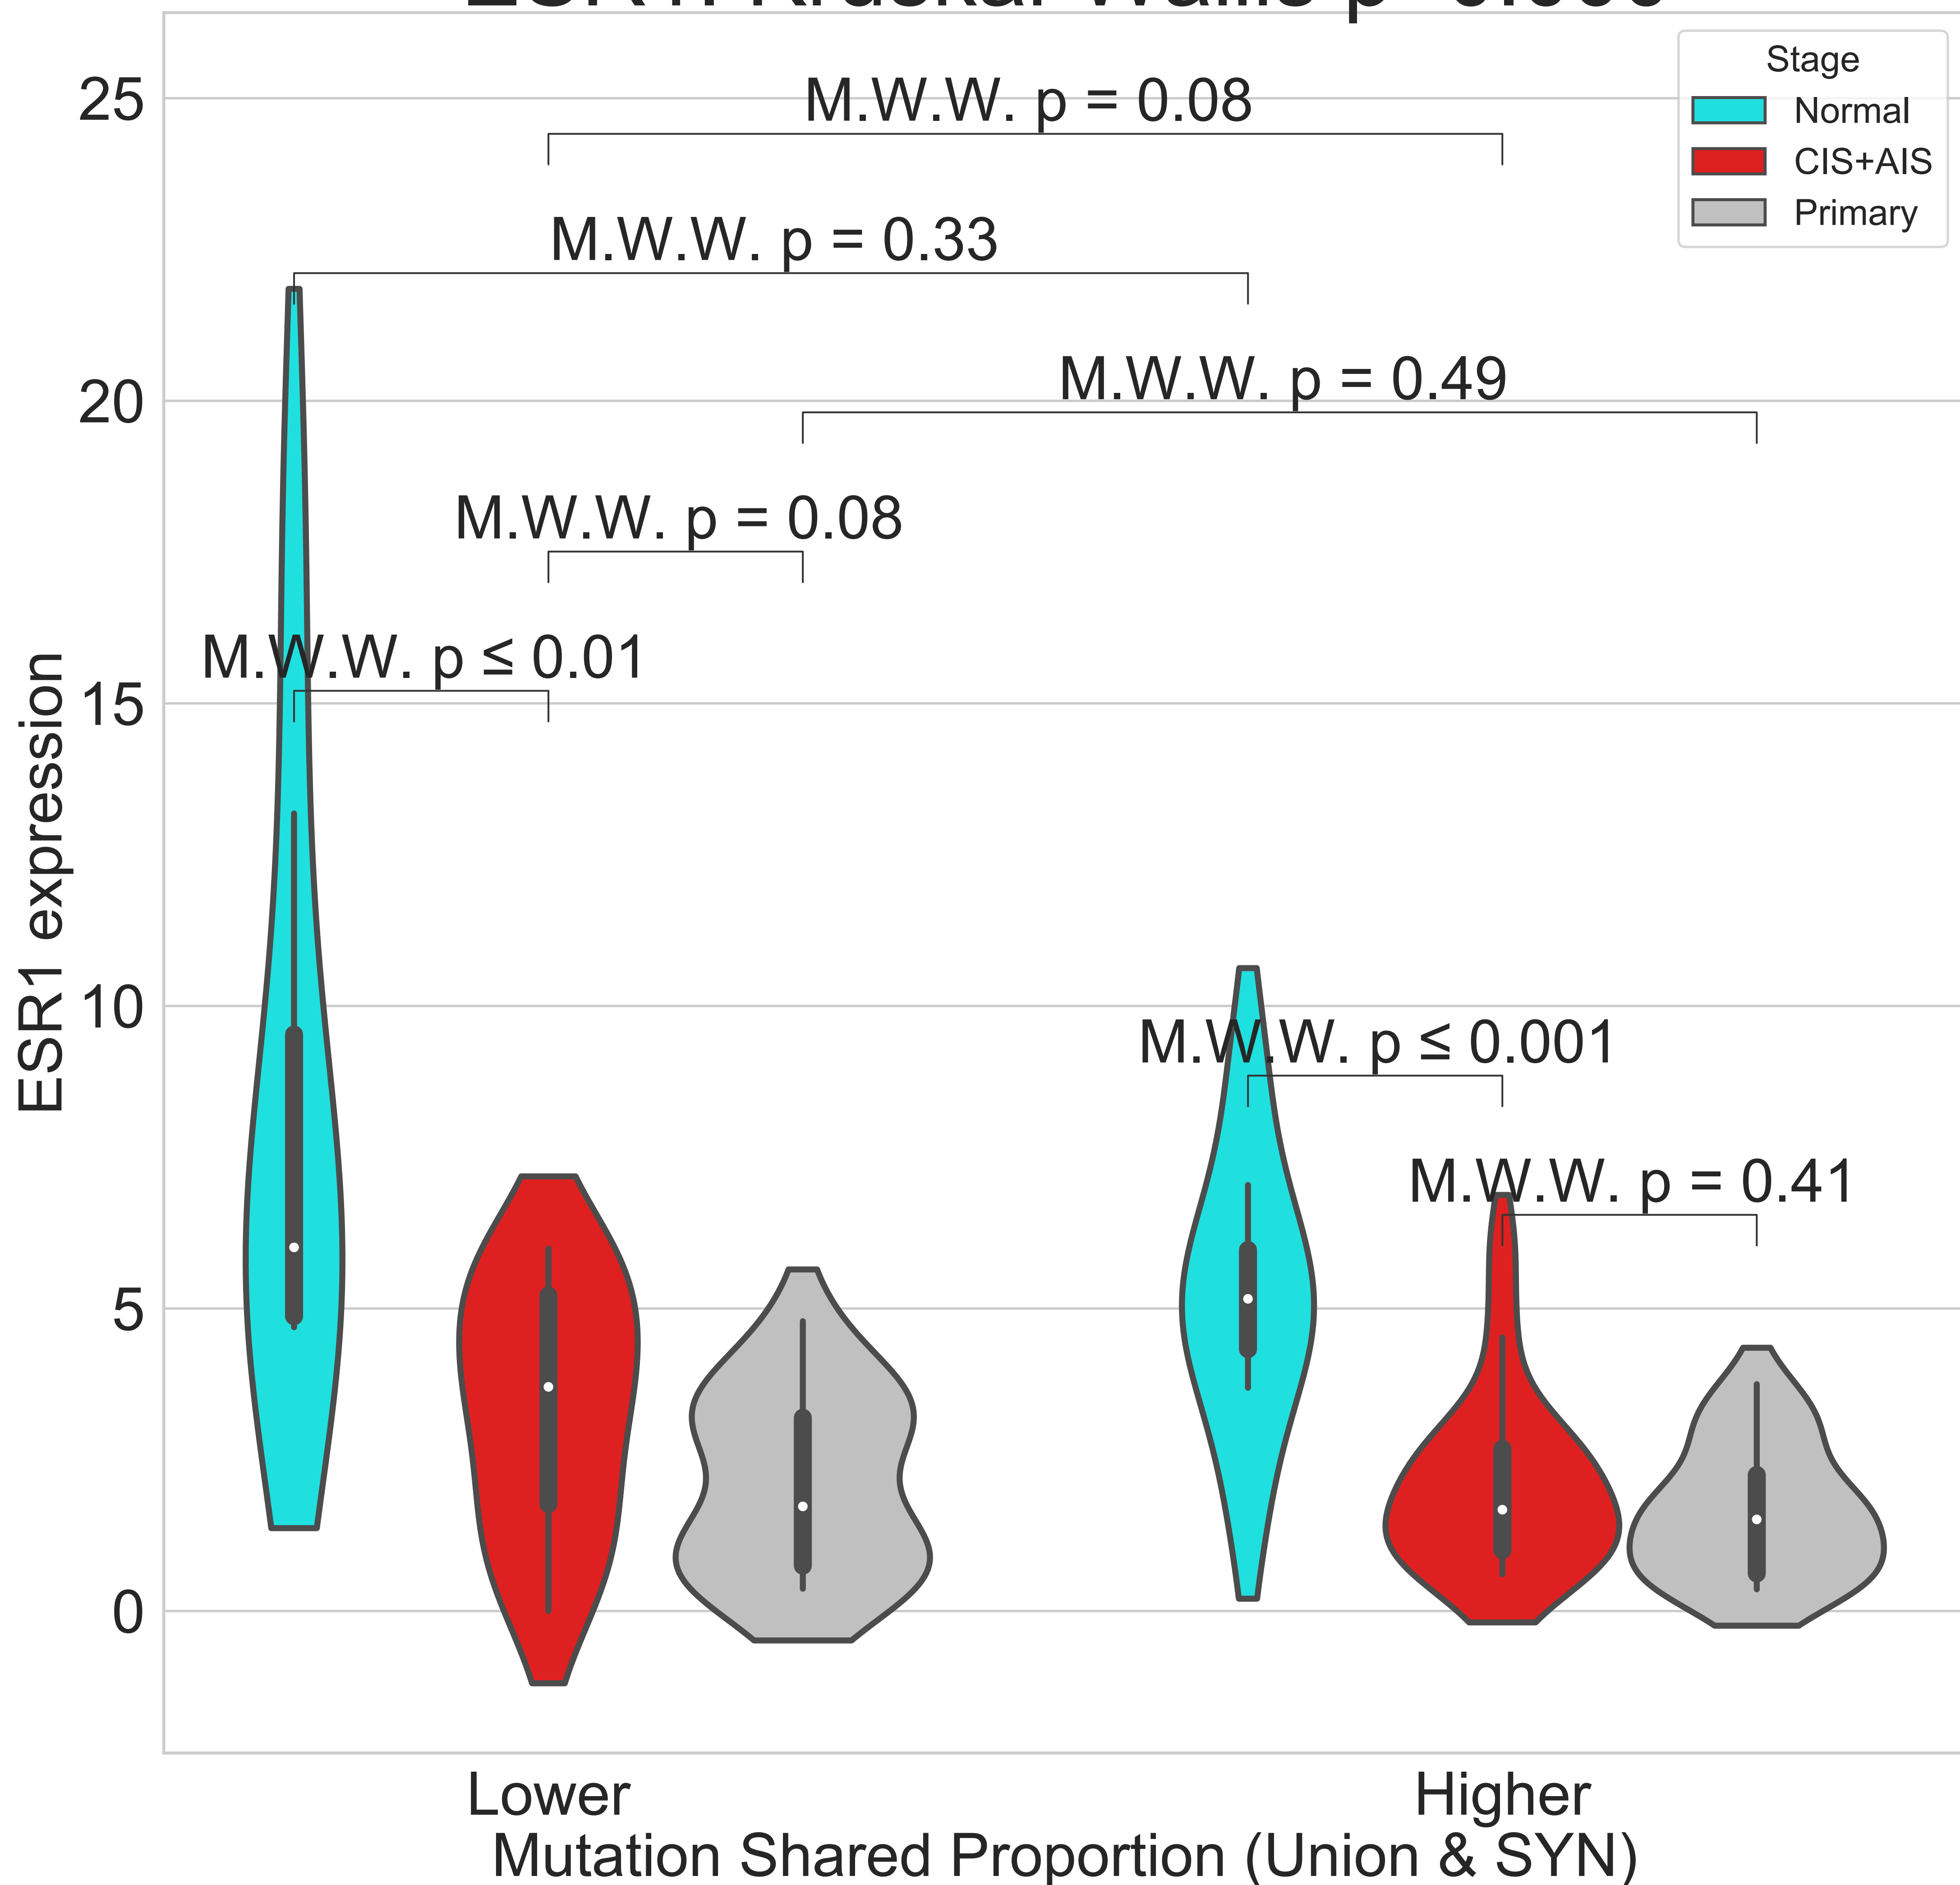 Stage
Normal
CIS+AIS
Primary
25
20
15
10
5
0
ESR1 expression
M.W.W. p = 0.08
M.W.W. p = 0.33
M.W.W. p = 0.49
M.W.W. p = 0.08
M.W.W. p ≤ 0.01
M.W.W. p ≤ 0.001
M.W.W. p = 0.41
Lower
Higher
Mutation Shared Proportion (Union & SYN)